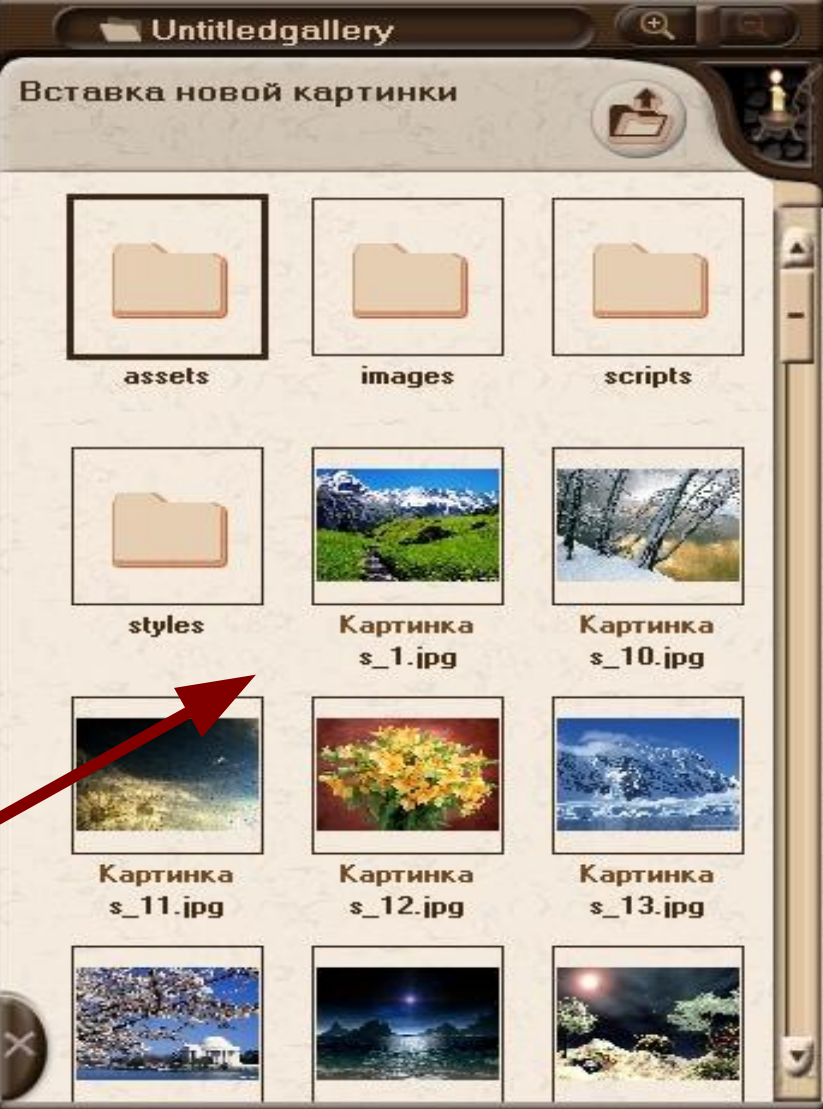 Untitledgallery
Вставка новой картинки
assets
images
scripts
styles
Картинка
s_1.jpg
Картинка
s_10.jpg
Картинка
s_11.jpg
Картинка
s_12.jpg
Картинка
s_13.jpg